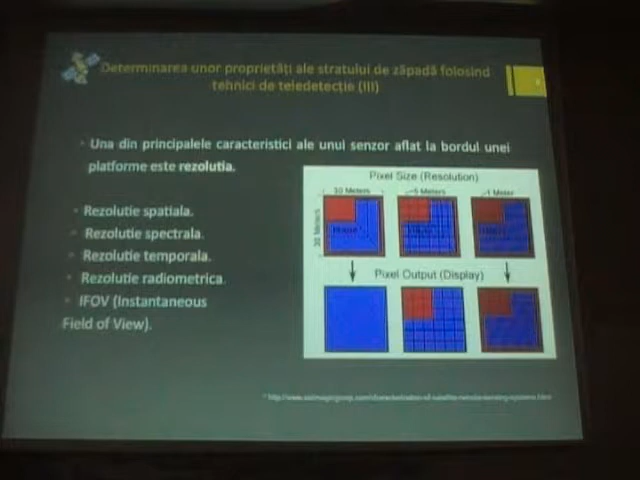 Determinarea unor proprietăți ale stratului de zăpadă folosind
tehnici de teledetecție (III)
Una din principalele caracteristici ale unui senzor aflat la bordul unei
platforme este rezolutia.
Rezolutie spatiala.
Rezolutie spectrala.
Rezolutie temporala.
Rezolutie radiometrica.
IFOV (Instantaneous
Field of View).
Pixel Size (Resolution)
30 Meters
5 Meters
1 Meter
30 Meters
Pixel Output (Display)